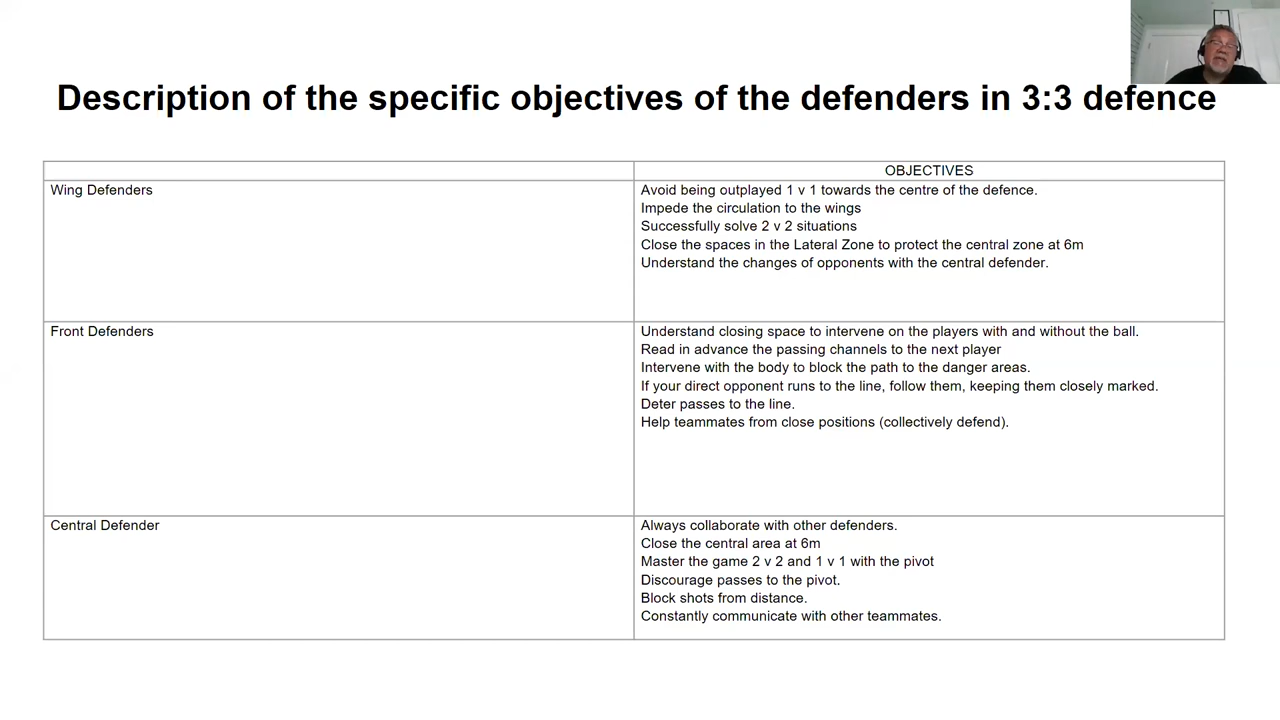 Description of the specific objectives of the defenders in 3:3 defence
OBJECTIVES
Wing Defenders
Avoid being outplayed 1 v 1 towards the centre of the defence.
Impede the circulation to the wings
Successfully solve 2 v 2 situations
Close the spaces in the Lateral Zone to protect the central zone at 6m
Understand the changes of opponents with the central defender.
Front Defenders
Understand closing space to intervene on the players with and without the ball.
Read in advance the passing channels to the next player
Intervene with the body to block the path to the danger areas.
If your direct opponent runs to the line, follow them, keeping them closely marked.
Deter passes to the line.
Help teammates from close positions (collectively defend).
Central Defender
Always collaborate with other defenders.
Close the central area at 6m
Master the game 2 v 2 and 1 v 1 with the pivot
Discourage passes to the pivot.
Block shots from distance.
Constantly communicate with other teammates.